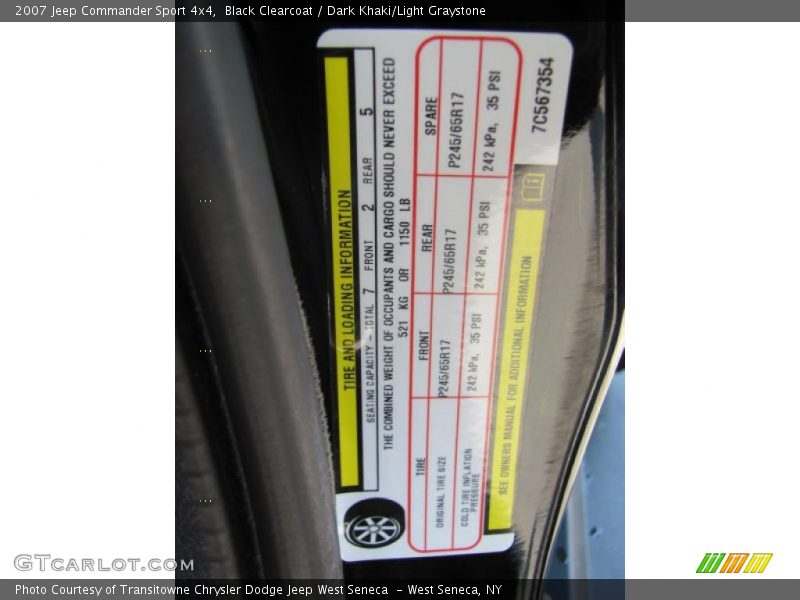 2007 Jeep Commander Sport 4x4,  Black Clearcoat / Dark Khaki/Light Graystone
TIRE AND LOADING INFORMATION
SEATING CAPACITY - TOTAL 7 FRONT 2 REAR 5
THE COMBINED WEIGHT OF OCCUPANTS AND CARGO SHOULD NEVER EXCEED
521 KG OR 1150 LB
TIRE FRONT REAR SPARE
ORIGINAL TIRE SIZE P245/65R17 P245/65R17 P245/65R17
COLD TIRE INFLATION PRESSURE 242 kPa, 35 PSI 242 kPa, 35 PSI 242 kPa, 35 PSI
SEE OWNERS MANUAL FOR ADDITIONAL INFORMATION
7C567354
GTCARLOT.COM
Photo Courtesy of Transitowne Chrysler Dodge Jeep West Seneca  - West Seneca, NY